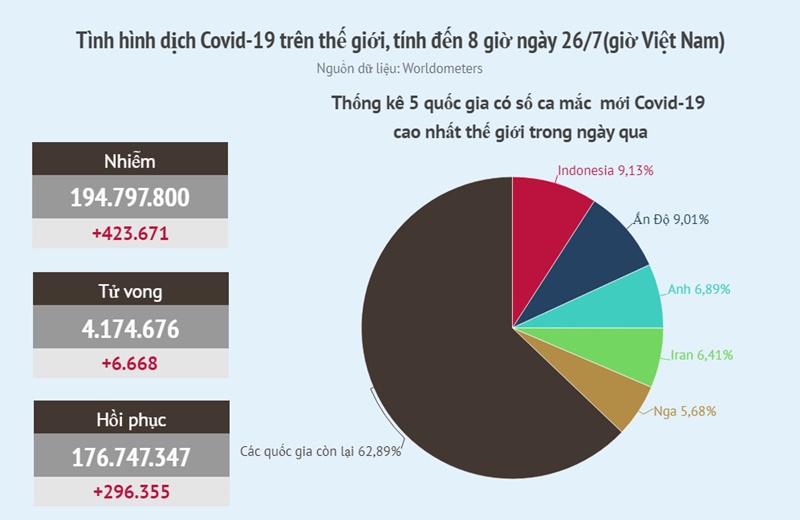 Tình hình dịch Covid-19 trên thế giới, tính đến 8 giờ ngày 26/7(giờ Việt Nam)
Nguồn dữ liệu: Worldometers
Thống kê 5 quốc gia có số ca mắc mới Covid-19
cao nhất thế giới trong ngày qua
Nhiễm
194.797.800
+423.671
Tử vong
4.174.676
+6.668
Hồi phục
176.747.347
+296.355
Indonesia 9,13%
Ấn Độ 9,01%
Anh 6,89%
Iran 6,41%
Nga 5,68%
Các quốc gia còn lại 62,89%